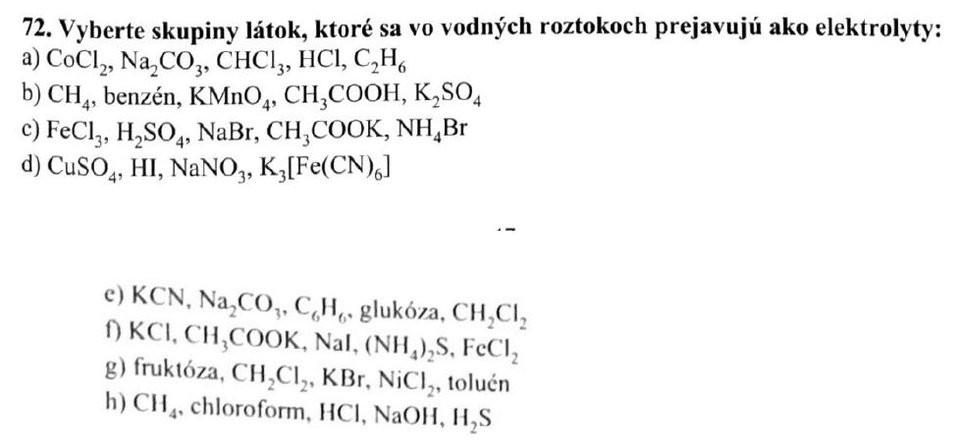 72. Vyberte skupiny látok, ktoré sa vo vodných roztokoch prejavujú ako elektrolyty:
a) CoCl₂, Na₂CO₃, CHCl₃, HCl, C₂H₆
b) CH₄, benzén, KMnO₄, CH₃COOH, K₂SO₄
c) FeCl₃, H₂SO₄, NaBr, CH₃COOK, NH₄Br
d) CuSO₄, HI, NaNO₃, K₃[Fe(CN)₆]
e) KCN, Na₂CO₃, C₆H₆, glukóza, CH₂Cl₂
f) KCl, CH₃COOK, NaI, (NH₄)₂S, FeCl₂
g) fruktóza, CH₂Cl₂, KBr, NiCl₂, toluén
h) CH₄, chloroform, HCl, NaOH, H₂S